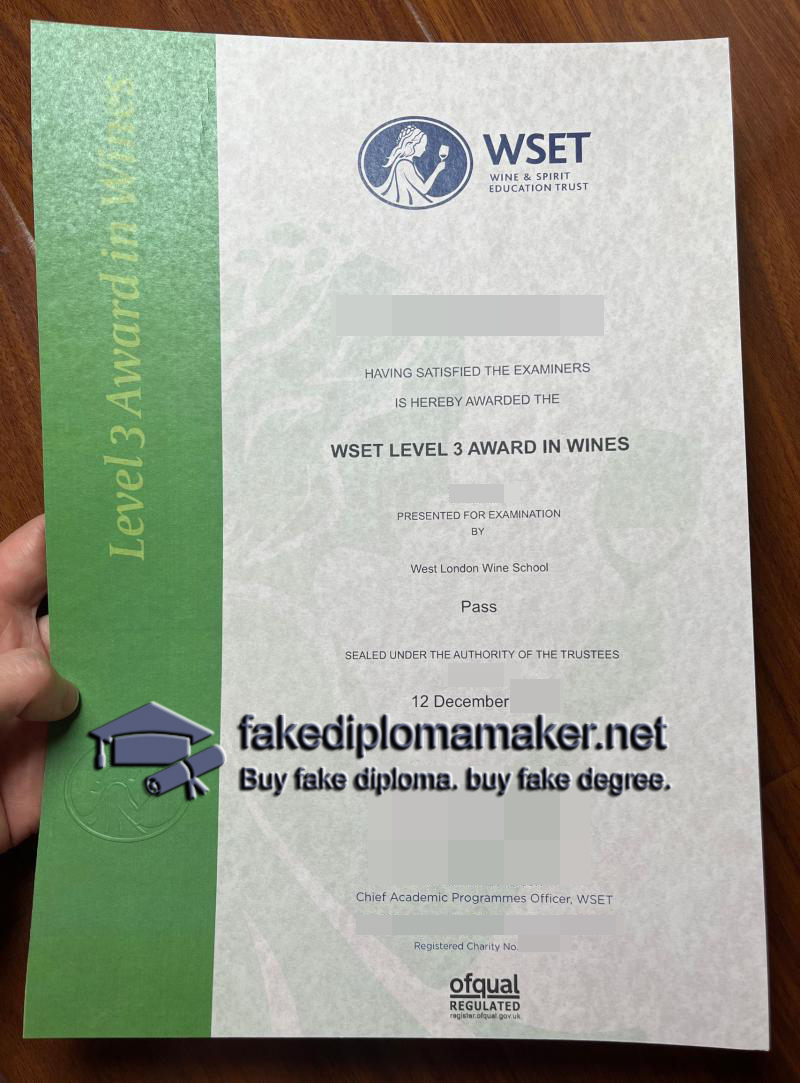 Level 3 Award in Wines
WSET
WINE & SPIRIT
EDUCATION TRUST
HAVING SATISFIED THE EXAMINERS
IS HEREBY AWARDED THE
WSET LEVEL 3 AWARD IN WINES
PRESENTED FOR EXAMINATION
BY
West London Wine School
Pass
SEALED UNDER THE AUTHORITY OF THE TRUSTEES
12 December
fakediplomamaker.net
Buy fake diploma. buy fake degree.
Chief Academic Programmes Officer, WSET
Registered Charity No.
ofqual
REGULATED
register.ofqual.gov.uk